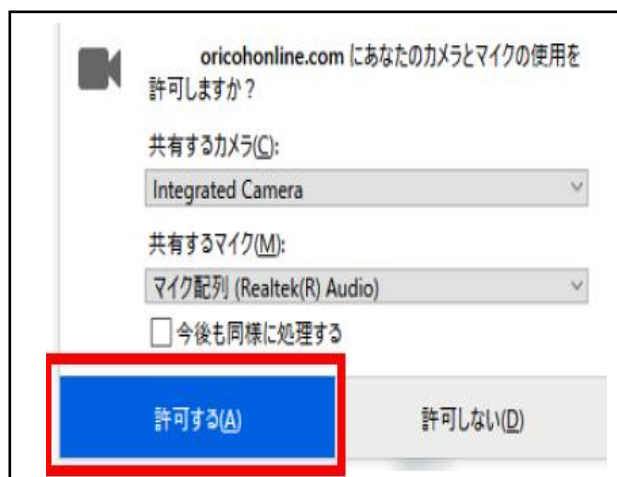 oricohonline.com にあなたのカメラとマイクの使用を
許可しますか？
共有するカメラ(C):
Integrated Camera
共有するマイク(M):
マイク配列 (Realtek(R) Audio)
今後も同様に処理する
許可する(A)
許可しない(D)